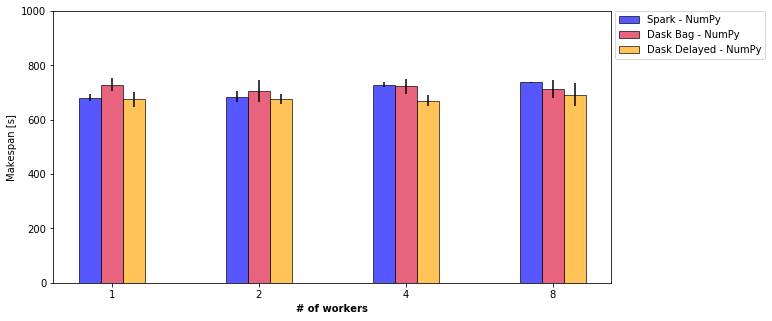 1000
800
600
400
200
0
Makespan [s]
1 2 4 8
# of workers
Spark - NumPy
Dask Bag - NumPy
Dask Delayed - NumPy